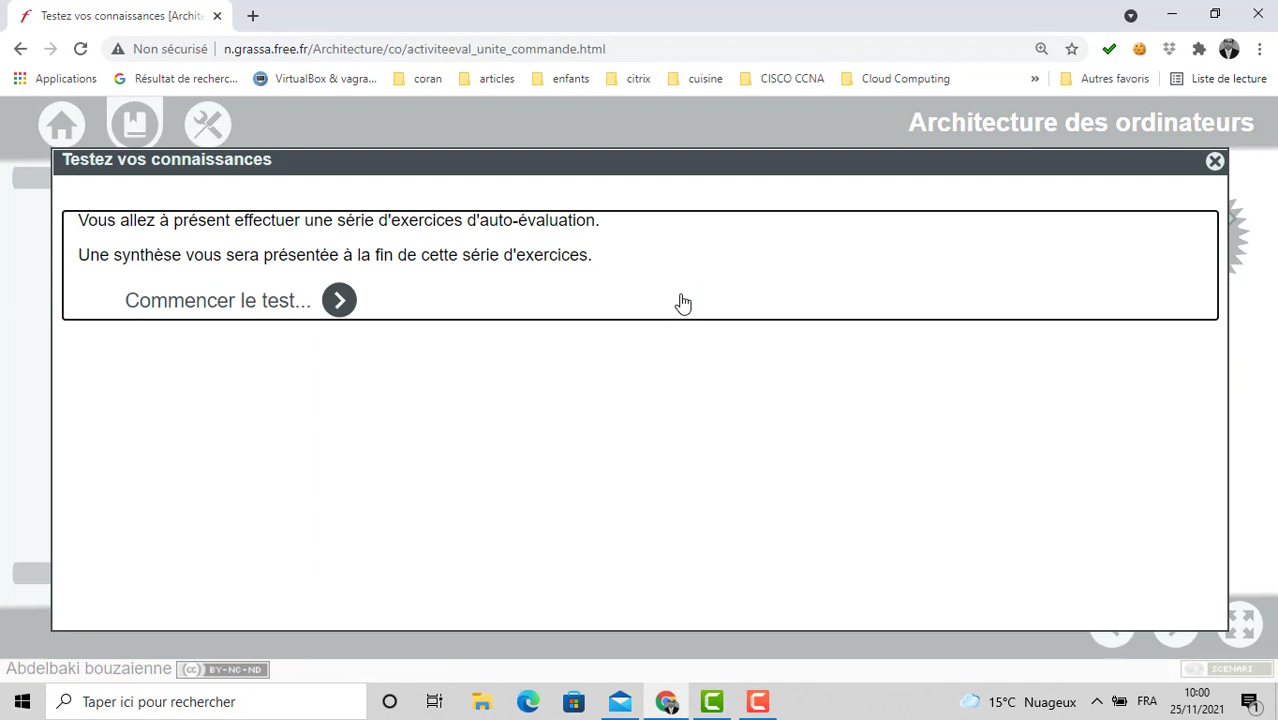 Testez vos connaissances [Archite
Non sécurisé
n.grassa.free.fr/Architecture/co/activiteeval_unite_commande.html
Applications
Résultat de recherc...
VirtualBox & vagra...
coran
articles
enfants
citrix
cuisine
CISCO CCNA
Cloud Computing
»
Autres favoris
Liste de lecture
Architecture des ordinateurs
Testez vos connaissances
Vous allez à présent effectuer une série d'exercices d'auto-évaluation.
Une synthèse vous sera présentée à la fin de cette série d'exercices.
Commencer le test...
Abdelbaki bouzaienne
cc BY-NC-ND
SCENARI
Taper ici pour rechercher
15°C Nuageux
FRA
10:00
25/11/2021
1